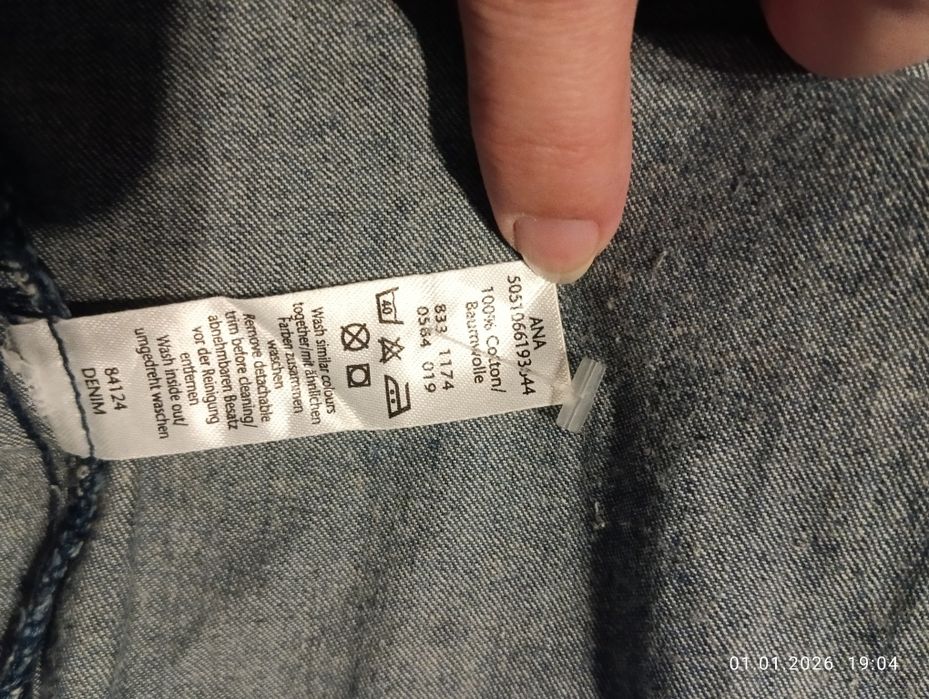 ANA
100% Cotton/
Baumwolle
833 1174
0584 019
40
Wash similar colours
together/mit ähnlichen
Farben zusammen
waschen
Remove detachable
trim before cleaning/
abnehmbaren Besatz
vor der Reinigung
entfernen
Wash inside out/
umgedreht waschen
84124
DENIM
01 01 2026 19:04